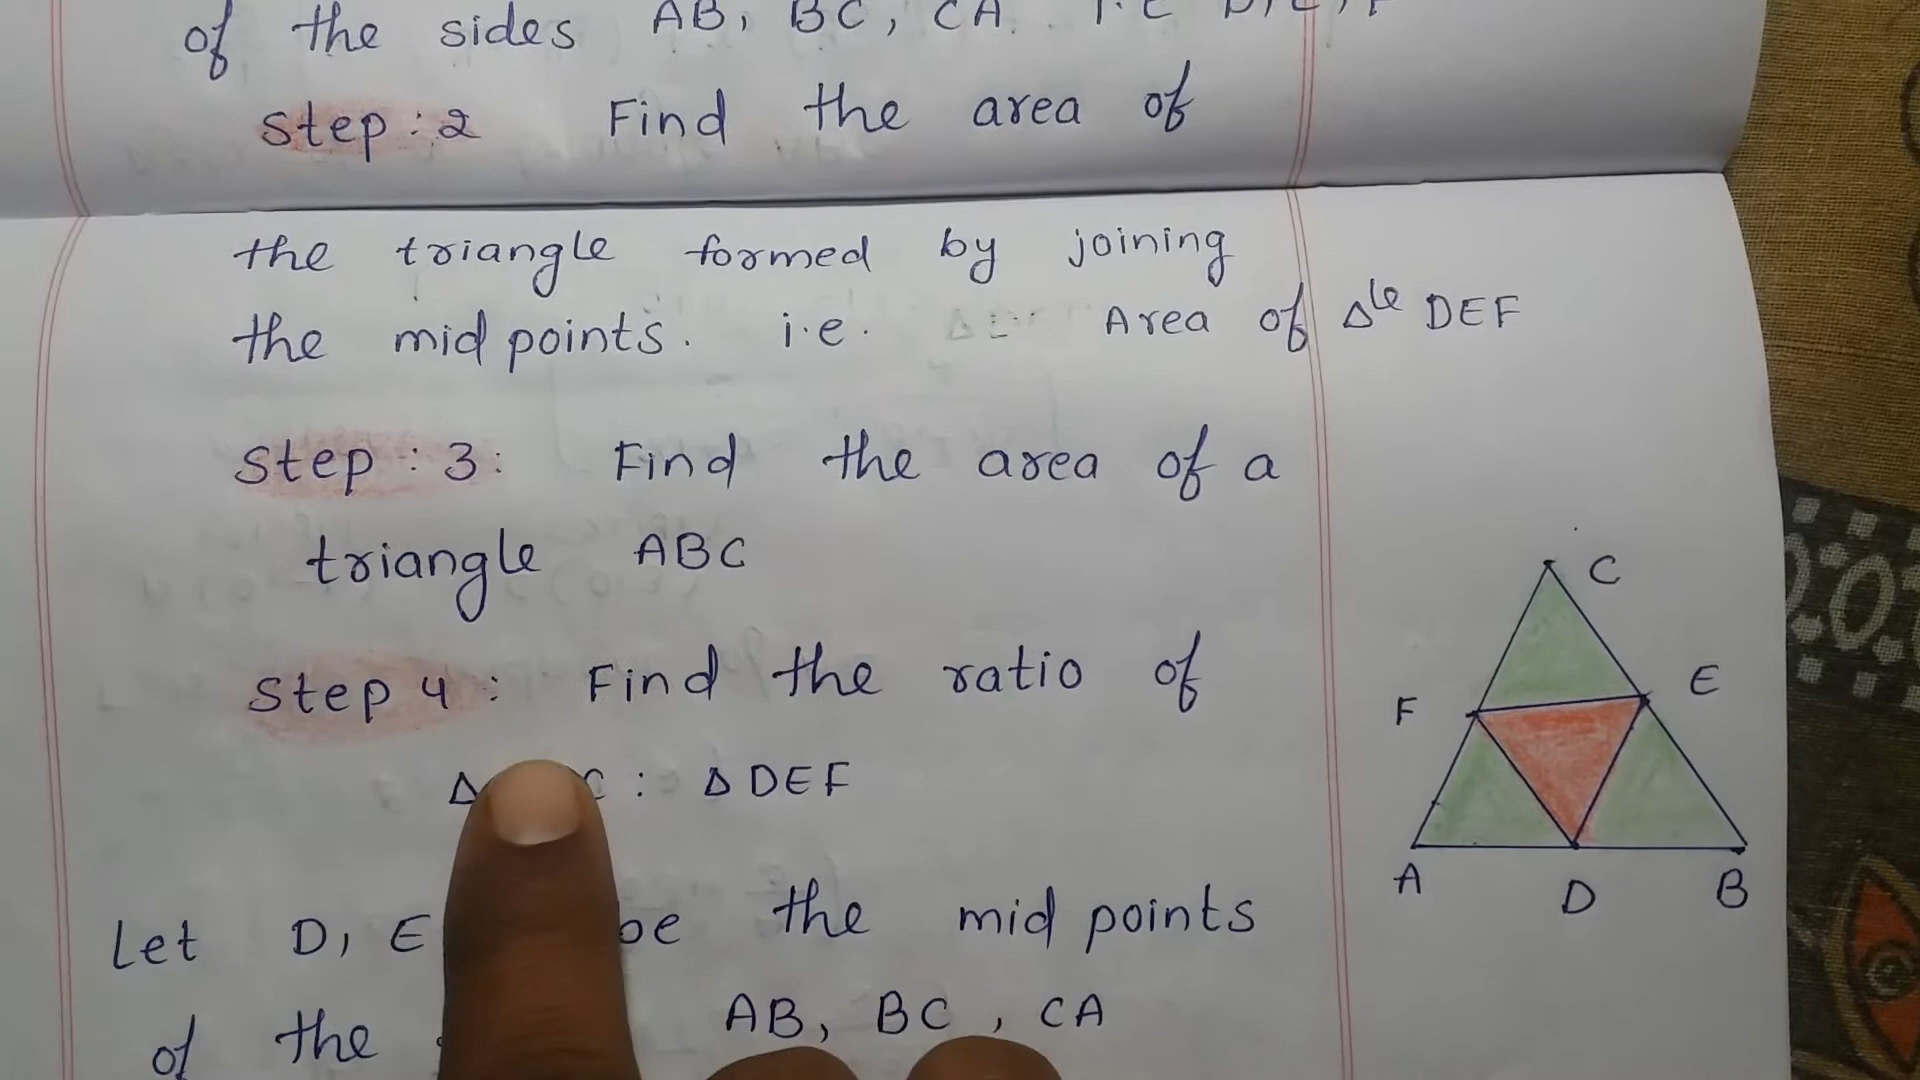 of the sides AB, BC, CA. i.e
Step : 2 Find the area of
the triangle formed by joining
the mid points. i.e. Area of Δle DEF
Step : 3: Find the area of a
triangle ABC
Step 4 : Find the ratio of
Δ C : Δ DEF
Let D, E be the mid points
of the AB, BC, CA
C
F E
A D B